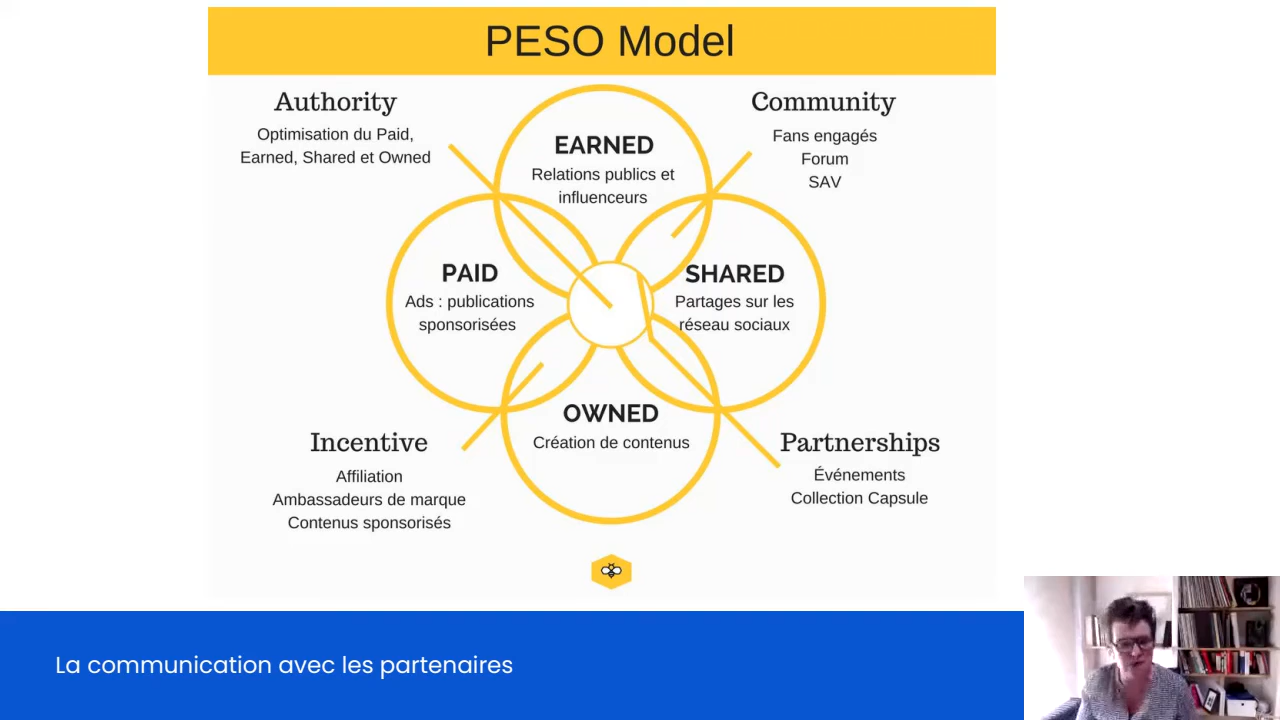 PESO Model
Authority
Optimisation du Paid,
Earned, Shared et Owned
Community
Fans engagés
Forum
SAV
EARNED
Relations publics et
influenceurs
PAID
Ads : publications
sponsorisées
SHARED
Partages sur les
réseau sociaux
OWNED
Création de contenus
Incentive
Affiliation
Ambassadeurs de marque
Contenus sponsorisés
Partnerships
Événements
Collection Capsule
La communication avec les partenaires